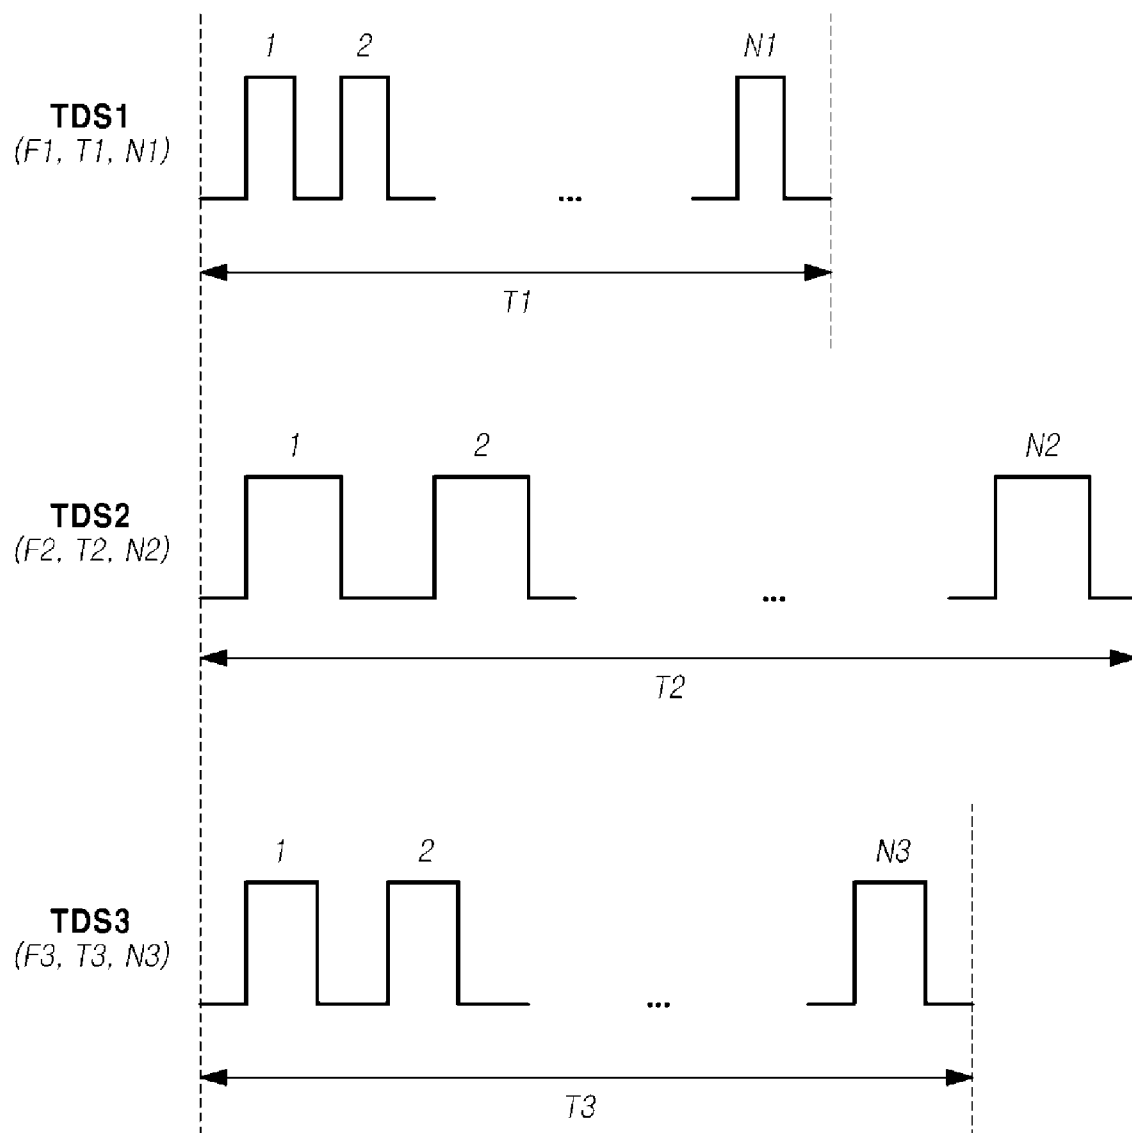 1 2 N1
TDS1
(F1, T1, N1)
...
T1
1 2 N2
TDS2
(F2, T2, N2)
...
T2
1 2 N3
TDS3
(F3, T3, N3)
...
T3